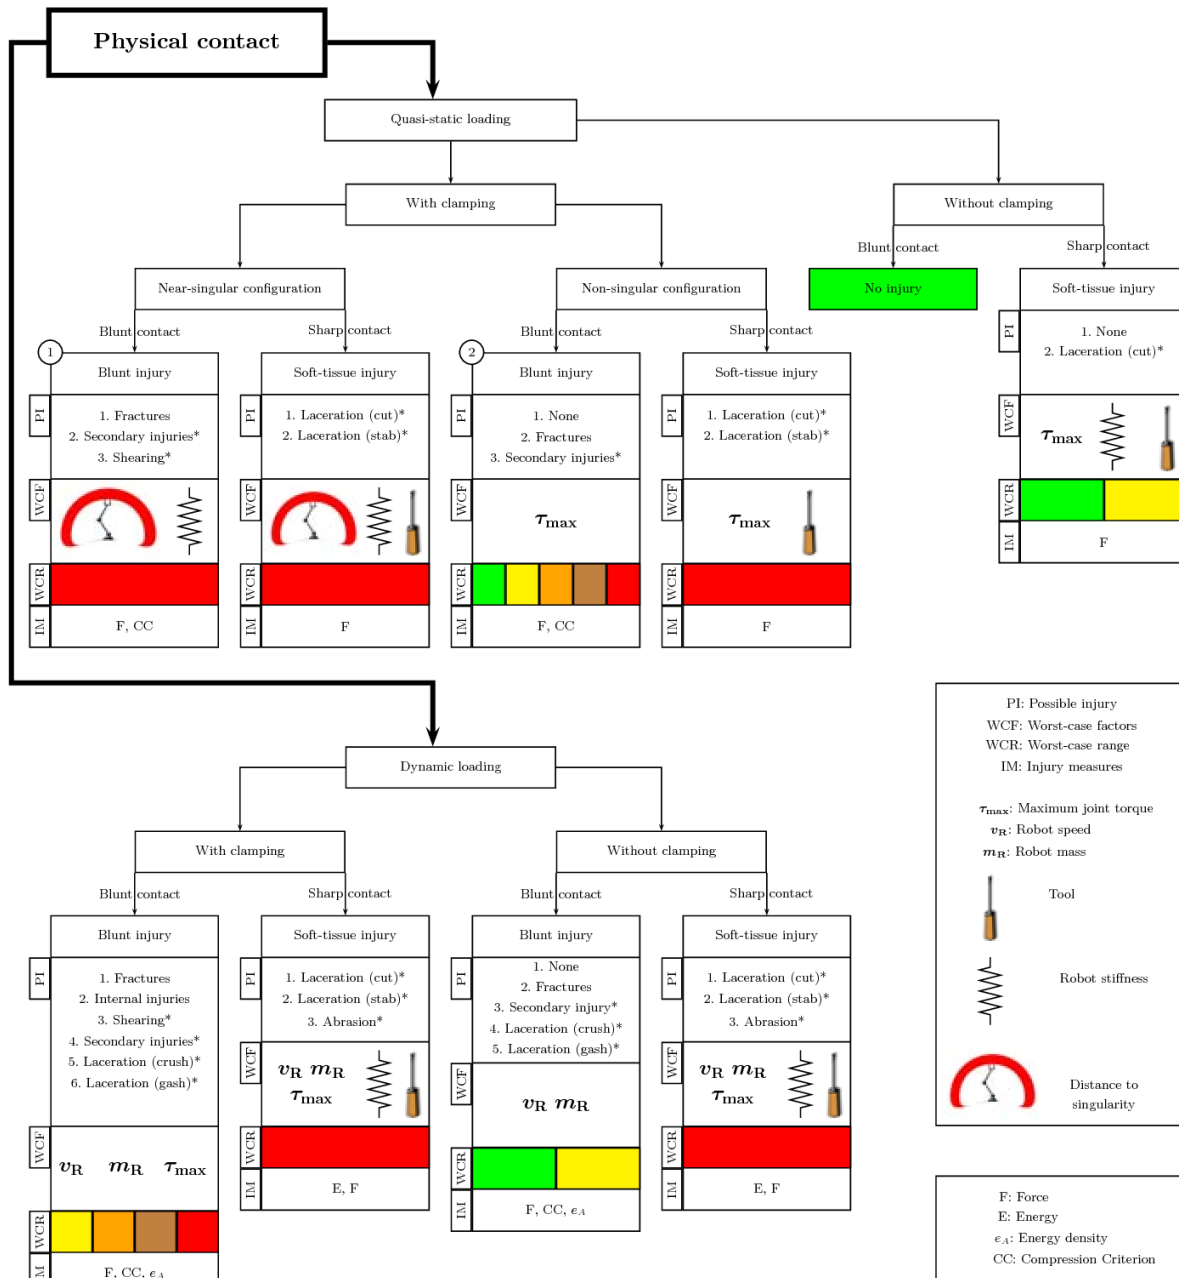 Physical contact
Quasi-static loading
With clamping
Without clamping
Blunt contact
Sharp contact
Near-singular configuration
Non-singular configuration
No injury
Soft-tissue injury
PI
1. None
2. Laceration (cut)*
WCF
τmax
WCR
IM
F
Blunt contact
Sharp contact
Blunt contact
Sharp contact
1
Blunt injury
PI
1. Fractures
2. Secondary injuries*
3. Shearing*
WCF
WCR
IM
F, CC
Soft-tissue injury
PI
1. Laceration (cut)*
2. Laceration (stab)*
WCF
WCR
IM
F
2
Blunt injury
PI
1. None
2. Fractures
3. Secondary injuries*
WCF
τmax
WCR
IM
F, CC
Soft-tissue injury
PI
1. Laceration (cut)*
2. Laceration (stab)*
WCF
τmax
WCR
IM
F
Dynamic loading
With clamping
Without clamping
Blunt contact
Sharp contact
Blunt contact
Sharp contact
Blunt injury
PI
1. Fractures
2. Internal injuries
3. Shearing*
4. Secondary injuries*
5. Laceration (crush)*
6. Laceration (gash)*
WCF
vR mR τmax
WCR
IM
F, CC, eA
Soft-tissue injury
PI
1. Laceration (cut)*
2. Laceration (stab)*
3. Abrasion*
WCF
vR mR
τmax
WCR
IM
E, F
Blunt injury
PI
1. None
2. Fractures
3. Secondary injury*
4. Laceration (crush)*
5. Laceration (gash)*
WCF
vR mR
WCR
IM
F, CC, eA
Soft-tissue injury
PI
1. Laceration (cut)*
2. Laceration (stab)*
3. Abrasion*
WCF
vR mR
τmax
WCR
IM
E, F
PI: Possible injury
WCF: Worst-case factors
WCR: Worst-case range
IM: Injury measures
τmax: Maximum joint torque
vR: Robot speed
mR: Robot mass
Tool
Robot stiffness
Distance to
singularity
F: Force
E: Energy
eA: Energy density
CC: Compression Criterion